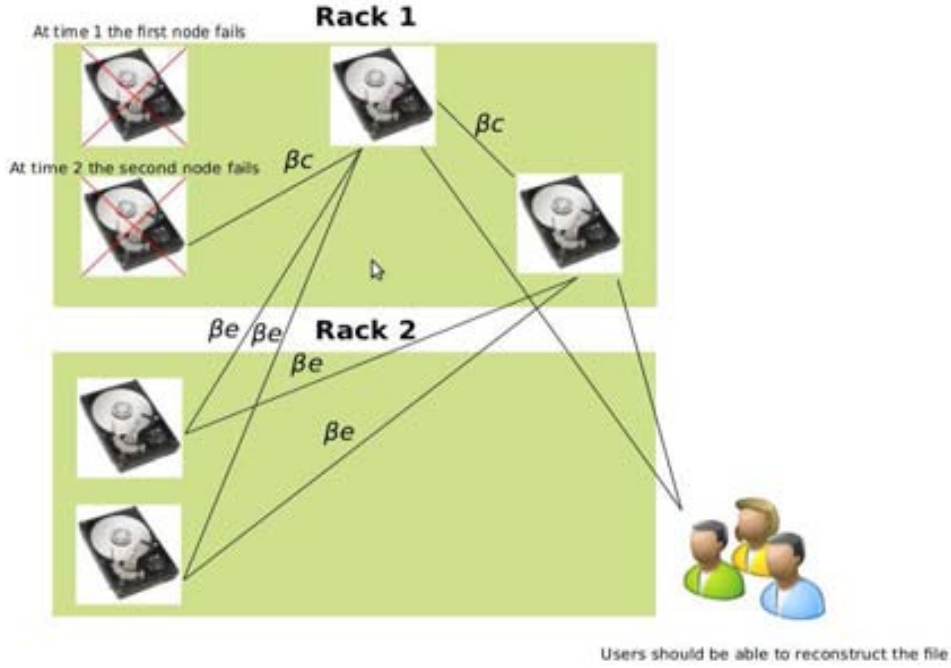 Rack 1
At time 1 the first node fails
βc
At time 2 the second node fails
βc
βe
βe
Rack 2
βe
βe
Users should be able to reconstruct the file